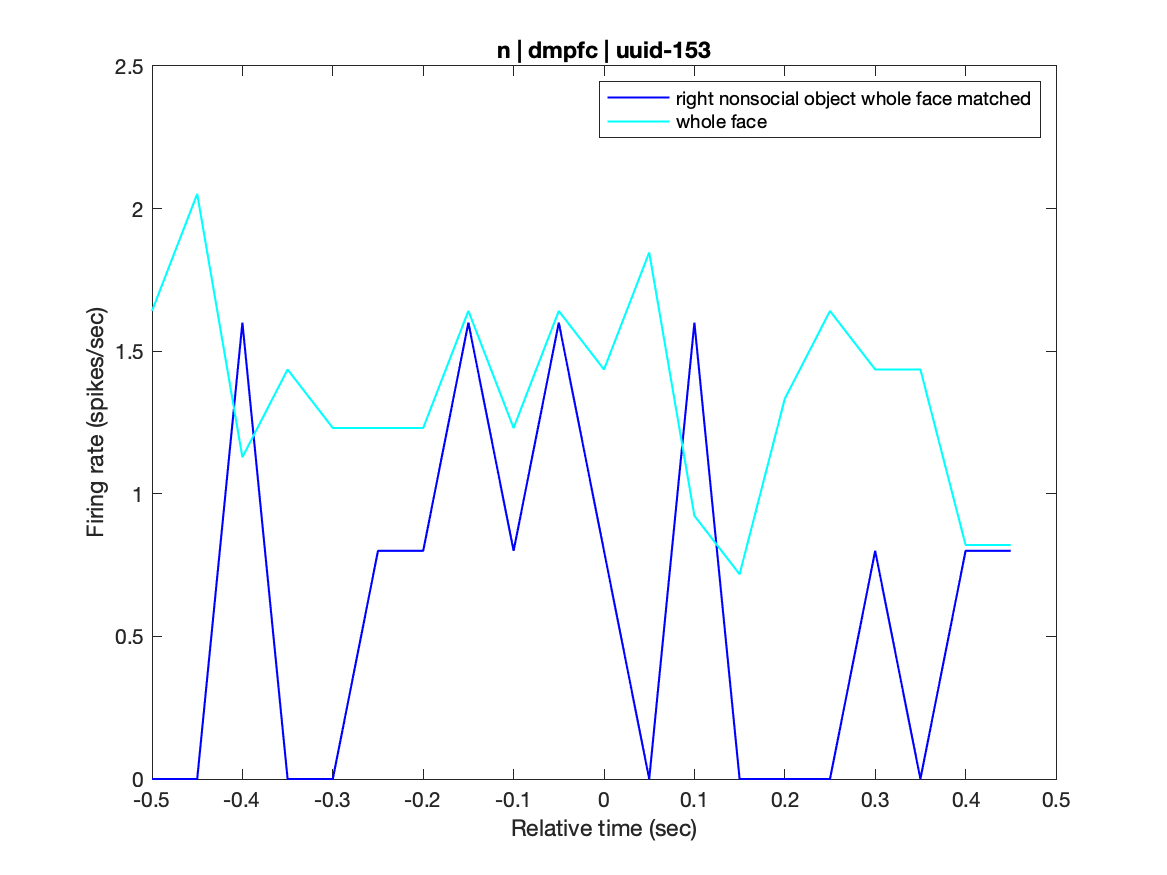 n | dmpfc | uuid-153
right nonsocial object whole face matched
whole face
2.5
2
1.5
1
0.5
0
Firing rate (spikes/sec)
-0.5 -0.4 -0.3 -0.2 -0.1 0 0.1 0.2 0.3 0.4 0.5
Relative time (sec)